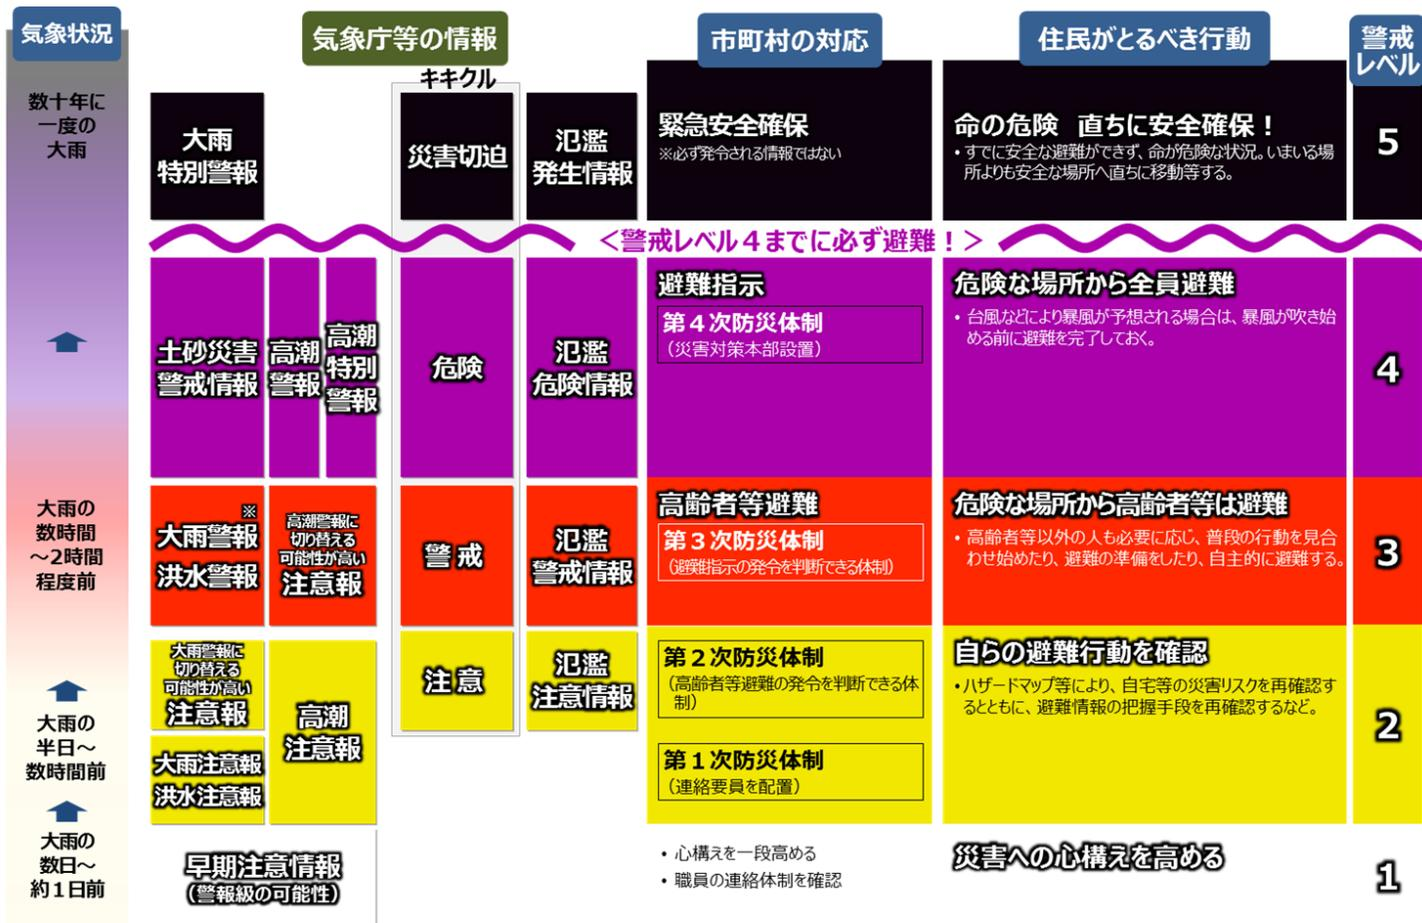 気象状況
気象庁等の情報
市町村の対応
住民がとるべき行動
警戒
レベル
キキクル
数十年に
一度の
大雨
大雨
特別警報
災害切迫
氾濫
発生情報
緊急安全確保
※必ず発令される情報ではない
命の危険 直ちに安全確保！
• すでに安全な避難ができず、命が危険な状況。いまいる場
所よりも安全な場所へ直ちに移動等する。
5
＜警戒レベル４までに必ず避難！＞
土砂災害
警戒情報
高潮
警報
高潮
特別
警報
危険
氾濫
危険情報
避難指示
第４次防災体制
（災害対策本部設置）
危険な場所から全員避難
• 台風などにより暴風が予想される場合は、暴風が吹き始
める前に避難を完了しておく。
4
大雨の
数時間
～2時間
程度前
※
大雨警報
洪水警報
高潮警報に
切り替える
可能性が高い
注意報
警戒
氾濫
警戒情報
高齢者等避難
第３次防災体制
（避難指示の発令を判断できる体制）
危険な場所から高齢者等は避難
• 高齢者等以外の人も必要に応じ、普段の行動を見合
わせ始めたり、避難の準備をしたり、自主的に避難する。
3
大雨の
半日～
数時間前
大雨警報に
切り替える
可能性が高い
注意報
大雨注意報
洪水注意報
高潮
注意報
注意
氾濫
注意情報
第２次防災体制
（高齢者等避難の発令を判断できる体
制）
第１次防災体制
（連絡要員を配置）
自らの避難行動を確認
• ハザードマップ等により、自宅等の災害リスクを再確認す
るとともに、避難情報の把握手段を再確認するなど。
2
大雨の
数日～
約１日前
早期注意情報
（警報級の可能性）
• 心構えを一段高める
• 職員の連絡体制を確認
災害への心構えを高める
1